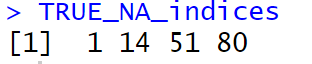 > TRUE_NA_indices
[1]  1 14 51 80